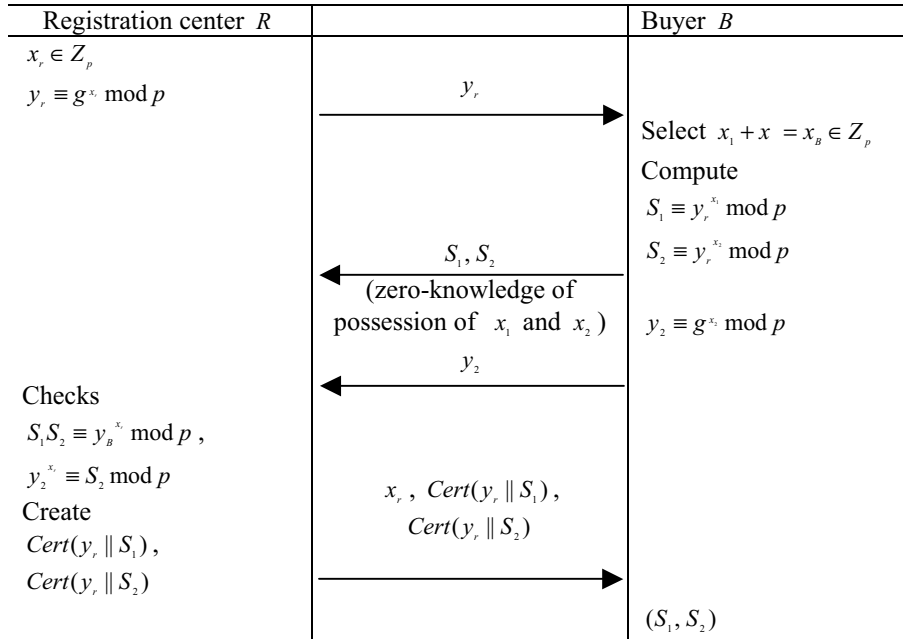 Registration center R
Buyer B
x_r ∈ Z_p
y_r ≡ g^{x_r} mod p
y_r
Select x_1 + x = x_B ∈ Z_p
Compute
S_1 ≡ y_r^{x_1} mod p
S_2 ≡ y_r^{x_2} mod p
S_1, S_2
(zero-knowledge of
possession of x_1 and x_2)
y_2 ≡ g^{x_2} mod p
y_2
Checks
S_1S_2 ≡ y_B^{x_r} mod p ,
y_2^{x_r} ≡ S_2 mod p
Create
Cert(y_r || S_1) ,
Cert(y_r || S_2)
x_r , Cert(y_r || S_1) ,
Cert(y_r || S_2)
(S_1, S_2)